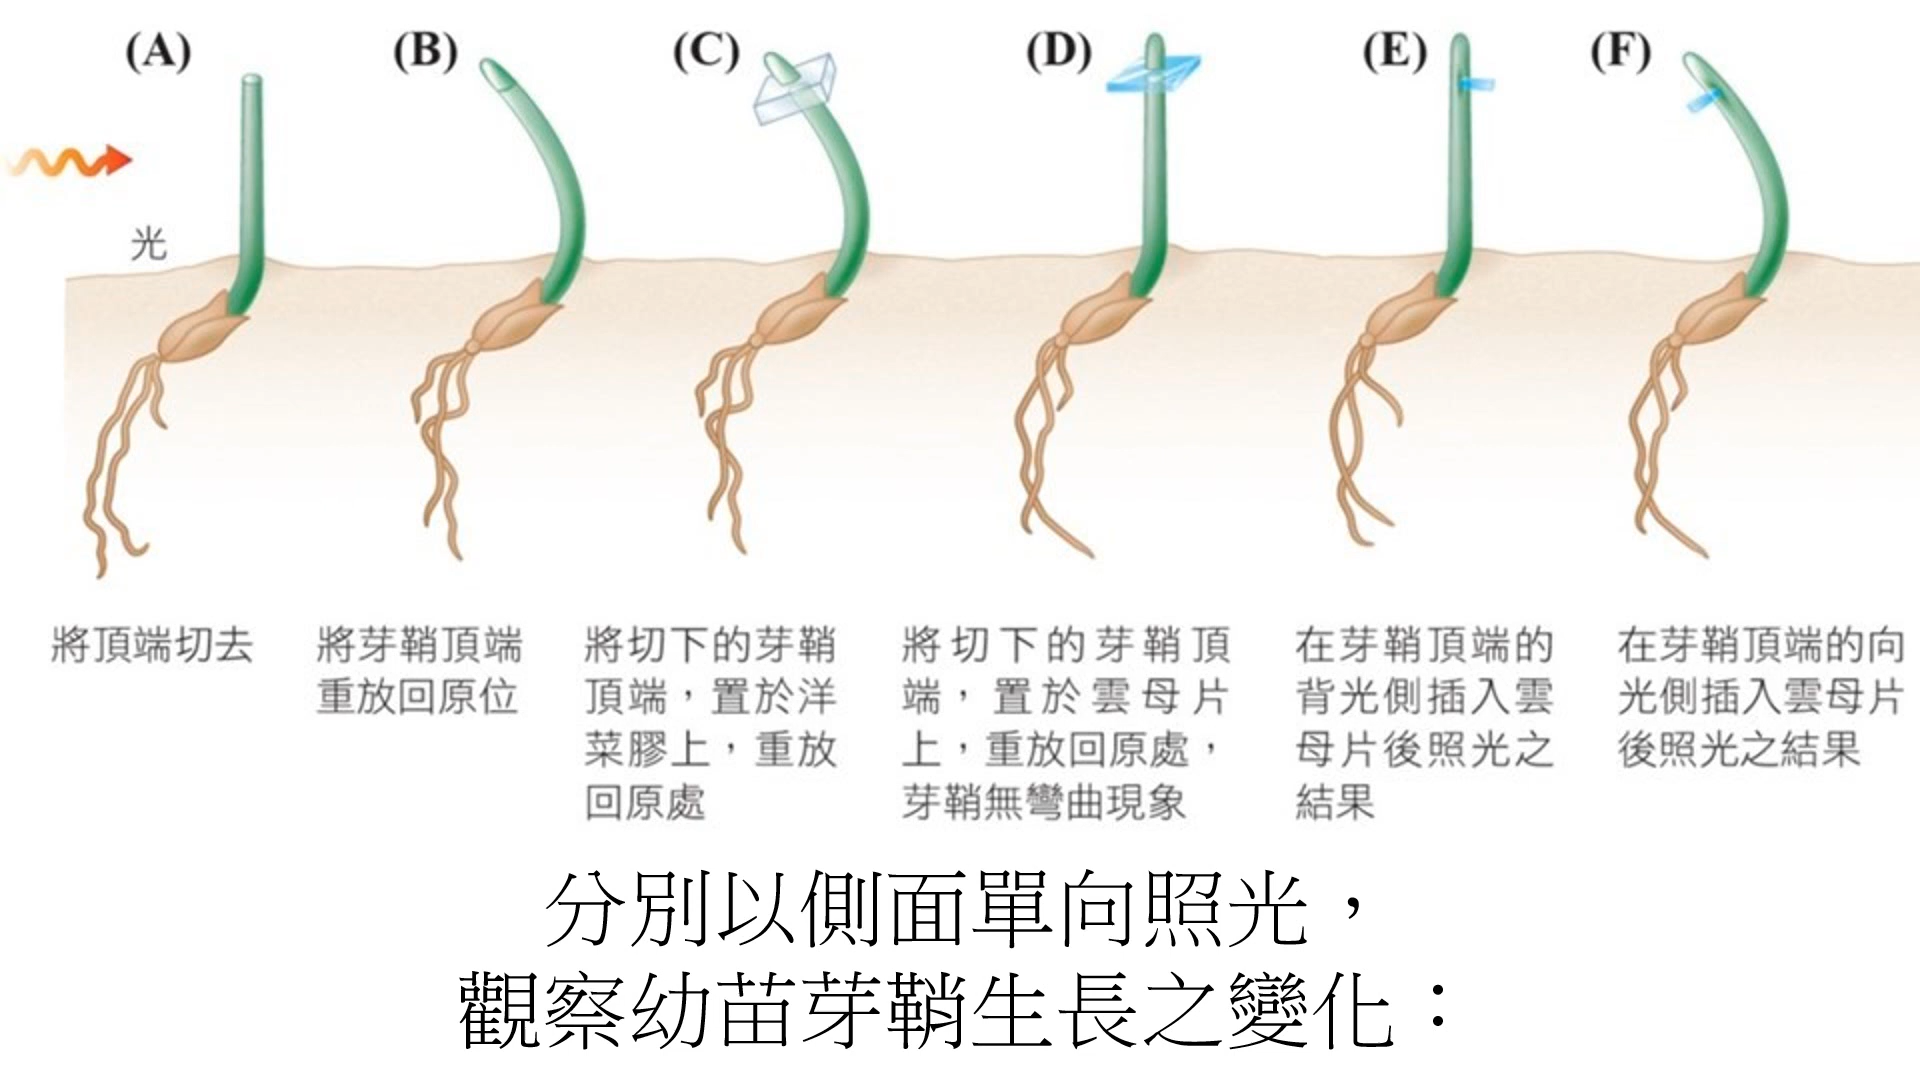 (A)
(B)
(C)
(D)
(E)
(F)
光
將頂端切去
將芽鞘頂端
重放回原位
將切下的芽鞘
頂端，置於洋
菜膠上，重放
回原處
將切下的芽鞘頂
端，置於雲母片
上，重放回原處，
芽鞘無彎曲現象
在芽鞘頂端的
背光側插入雲
母片後照光之
結果
在芽鞘頂端的向
光側插入雲母片
後照光之結果
分別以側面單向照光，
觀察幼苗芽鞘生長之變化：